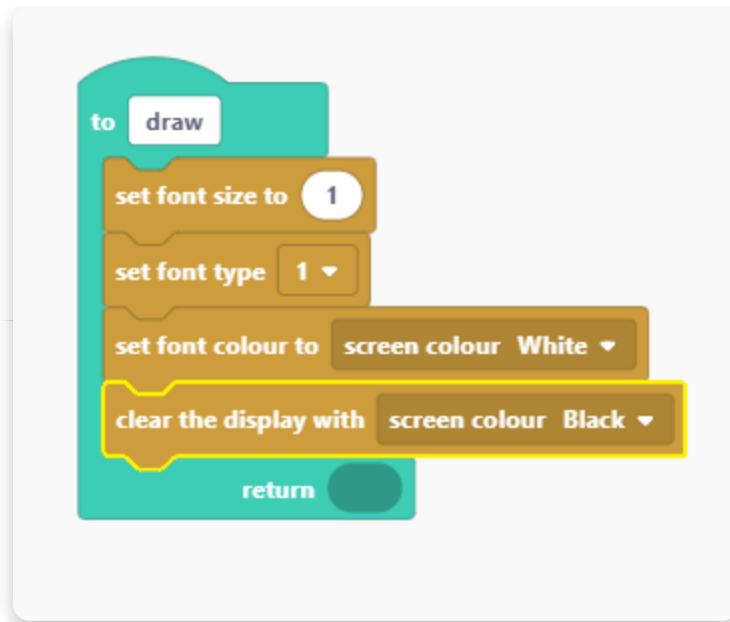 to draw
set font size to 1
set font type 1
set font colour to screen colour White
clear the display with screen colour Black
return